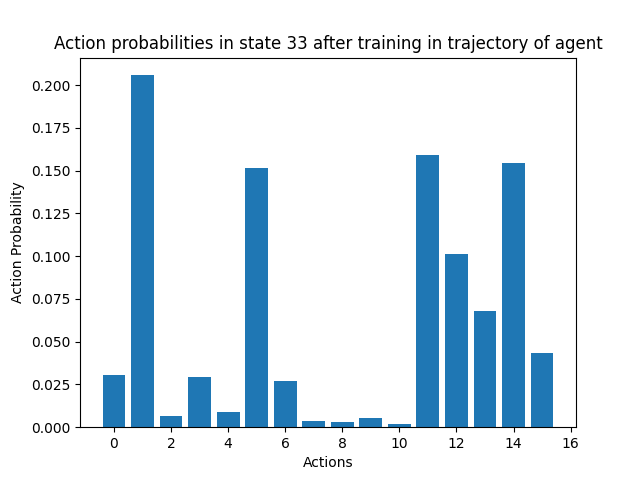 Action probabilities in state 33 after training in trajectory of agent
0.200
0.175
0.150
0.125
0.100
0.075
0.050
0.025
0.000
Action Probability
0 2 4 6 8 10 12 14 16
Actions